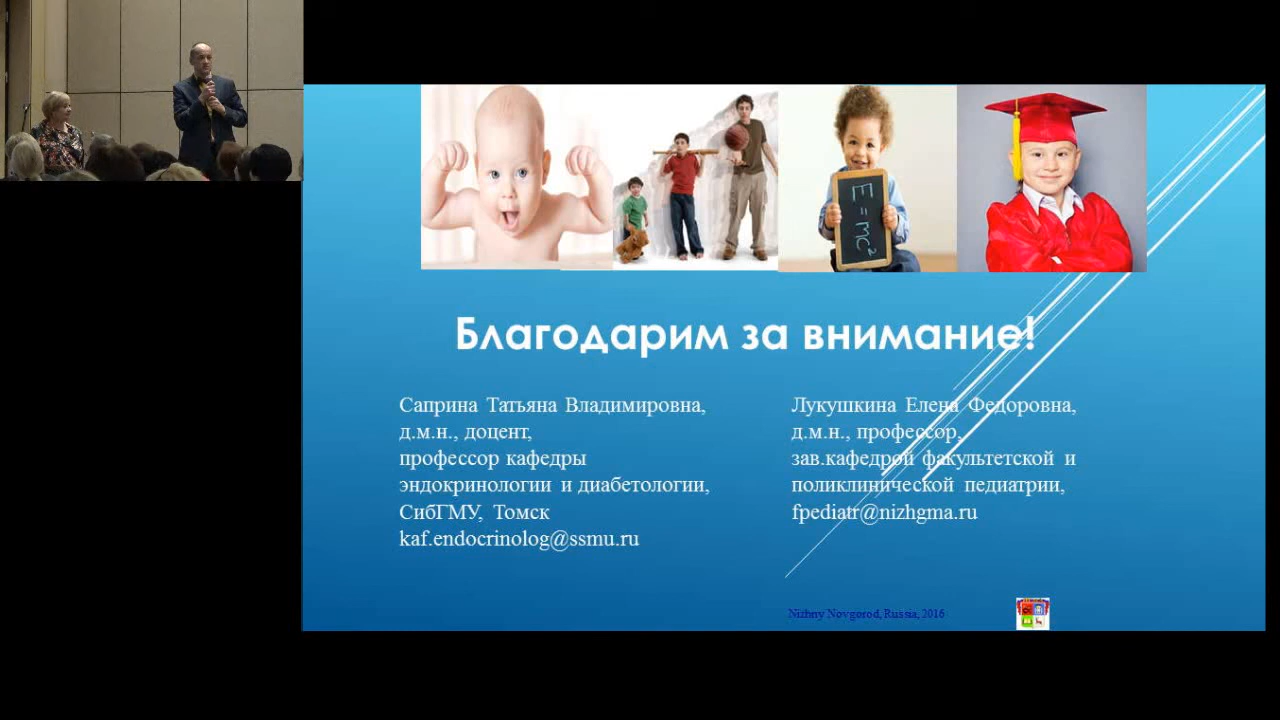 E=mc²
Благодарим за внимание!
Саприна Татьяна Владимировна,
д.м.н., доцент,
профессор кафедры
эндокринологии и диабетологии,
СибГМУ, Томск
kaf.endocrinolog@ssmu.ru
Лукушкина Елена Федоровна,
д.м.н., профессор,
зав.кафедрой факультетской и
поликлинической педиатрии,
fpediatr@nizhgma.ru
Nizhny Novgorod, Russia, 2016